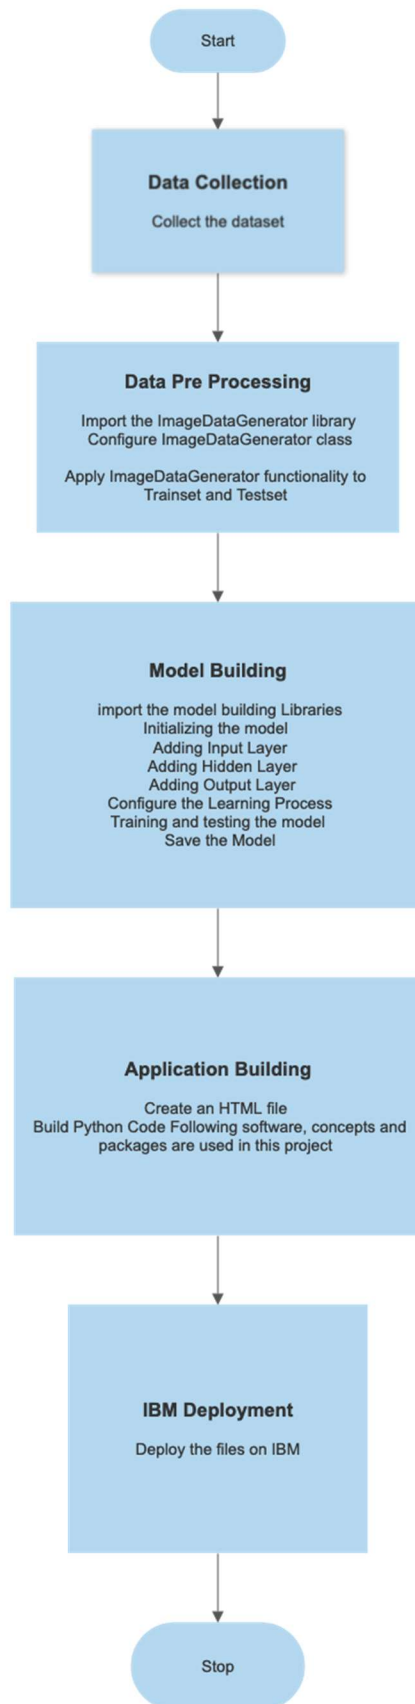 Start
Data Collection
Collect the dataset
Data Pre Processing
Import the ImageDataGenerator library
Configure ImageDataGenerator class
Apply ImageDataGenerator functionality to
Trainset and Testset
Model Building
import the model building Libraries
Initializing the model
Adding Input Layer
Adding Hidden Layer
Adding Output Layer
Configure the Learning Process
Training and testing the model
Save the Model
Application Building
Create an HTML file
Build Python Code Following software, concepts and
packages are used in this project
IBM Deployment
Deploy the files on IBM
Stop